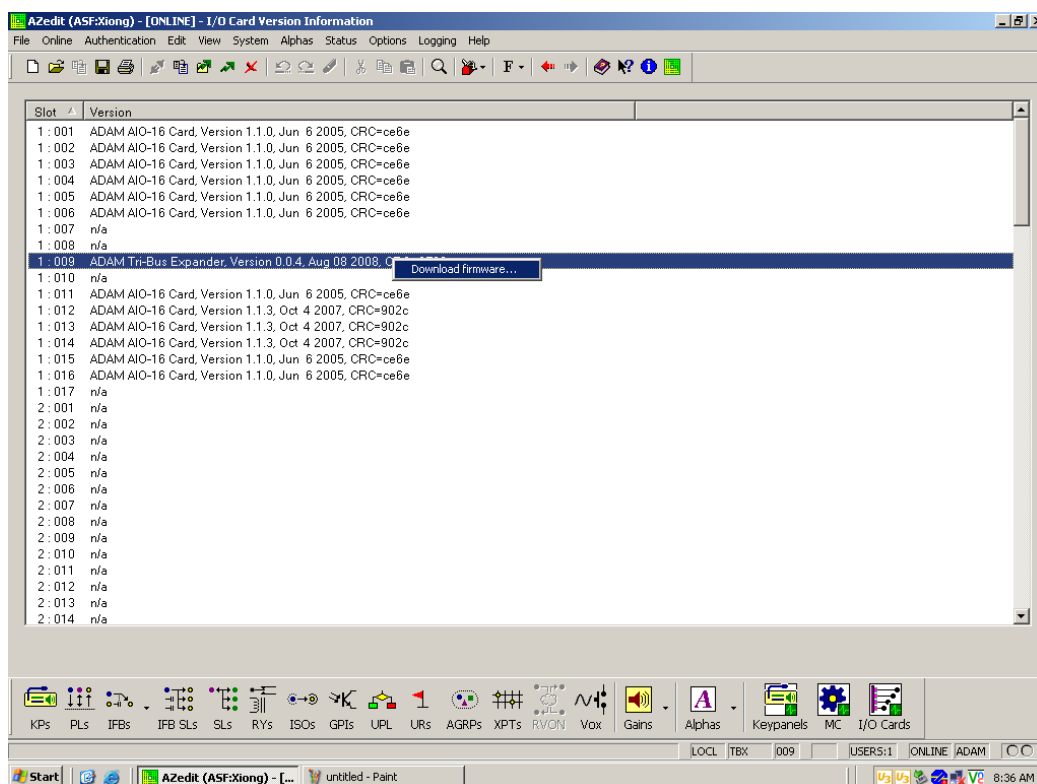 AZedit (ASF:Xiong) - [ONLINE] - I/O Card Version Information
File Online Authentication Edit View System Alphas Status Options Logging Help
F
Slot Version
1 : 001 ADAM AIO-16 Card, Version 1.1.0, Jun 6 2005, CRC=ce6e
1 : 002 ADAM AIO-16 Card, Version 1.1.0, Jun 6 2005, CRC=ce6e
1 : 003 ADAM AIO-16 Card, Version 1.1.0, Jun 6 2005, CRC=ce6e
1 : 004 ADAM AIO-16 Card, Version 1.1.0, Jun 6 2005, CRC=ce6e
1 : 005 ADAM AIO-16 Card, Version 1.1.0, Jun 6 2005, CRC=ce6e
1 : 006 ADAM AIO-16 Card, Version 1.1.0, Jun 6 2005, CRC=ce6e
1 : 007 n/a
1 : 008 n/a
1 : 009 ADAM Tri-Bus Expander, Version 0.0.4, Aug 08 2008,
Download firmware...
1 : 010 n/a
1 : 011 ADAM AIO-16 Card, Version 1.1.0, Jun 6 2005, CRC=ce6e
1 : 012 ADAM AIO-16 Card, Version 1.1.3, Oct 4 2007, CRC=902c
1 : 013 ADAM AIO-16 Card, Version 1.1.3, Oct 4 2007, CRC=902c
1 : 014 ADAM AIO-16 Card, Version 1.1.3, Oct 4 2007, CRC=902c
1 : 015 ADAM AIO-16 Card, Version 1.1.0, Jun 6 2005, CRC=ce6e
1 : 016 ADAM AIO-16 Card, Version 1.1.0, Jun 6 2005, CRC=ce6e
1 : 017 n/a
2 : 001 n/a
2 : 002 n/a
2 : 003 n/a
2 : 004 n/a
2 : 005 n/a
2 : 006 n/a
2 : 007 n/a
2 : 008 n/a
2 : 009 n/a
2 : 010 n/a
2 : 011 n/a
2 : 012 n/a
2 : 013 n/a
2 : 014 n/a
KPs PLs IFBs IFB SLs SLs RYs ISOs GPIs UPL URs AGRPs XPTs RVON Vox Gains Alphas Keypanels MC I/O Cards
LOCL TBX 009 USERS:1 ONLINE ADAM
Start AZedit (ASF:Xiong) - [... untitled - Paint 8:36 AM